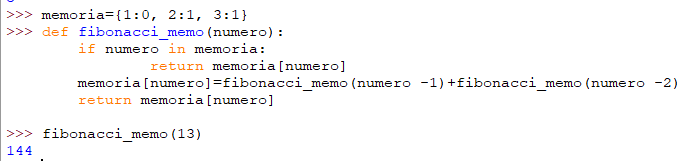 >>> memoria={1:0, 2:1, 3:1}
>>> def fibonacci_memo(numero):
        if numero in memoria:
                return memoria[numero]
        memoria[numero]=fibonacci_memo(numero -1)+fibonacci_memo(numero -2)
        return memoria[numero]

>>> fibonacci_memo(13)
144